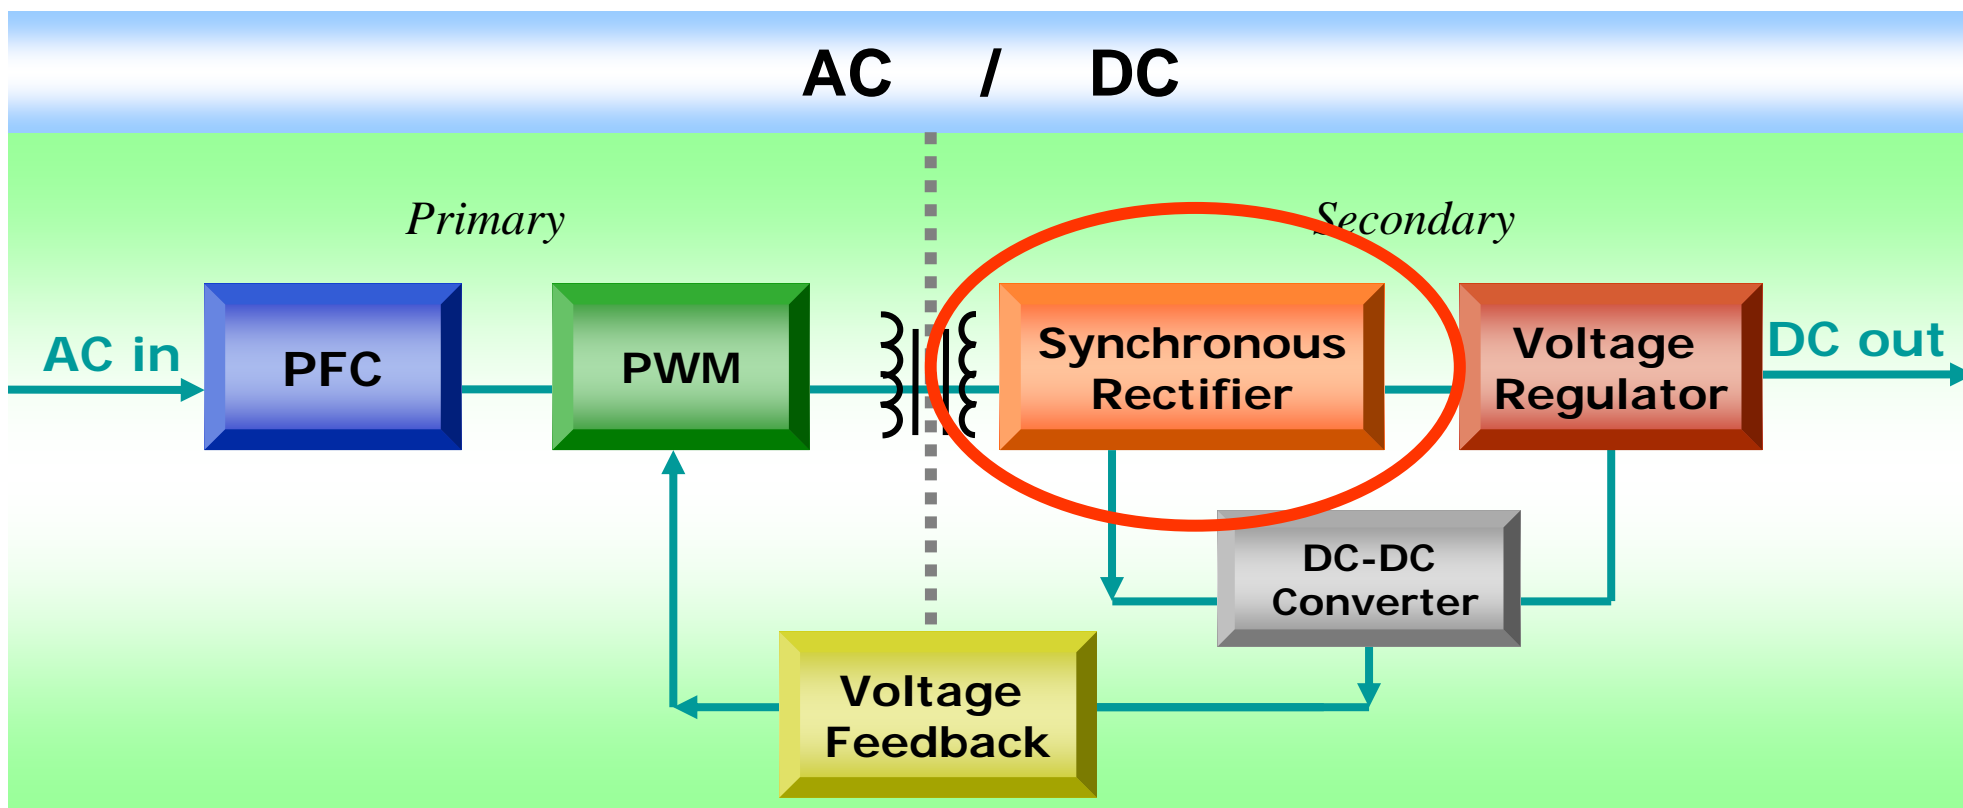 AC / DC
Primary
Secondary
AC in
PFC
PWM
Synchronous
Rectifier
Voltage
Regulator
DC out
DC-DC
Converter
Voltage
Feedback